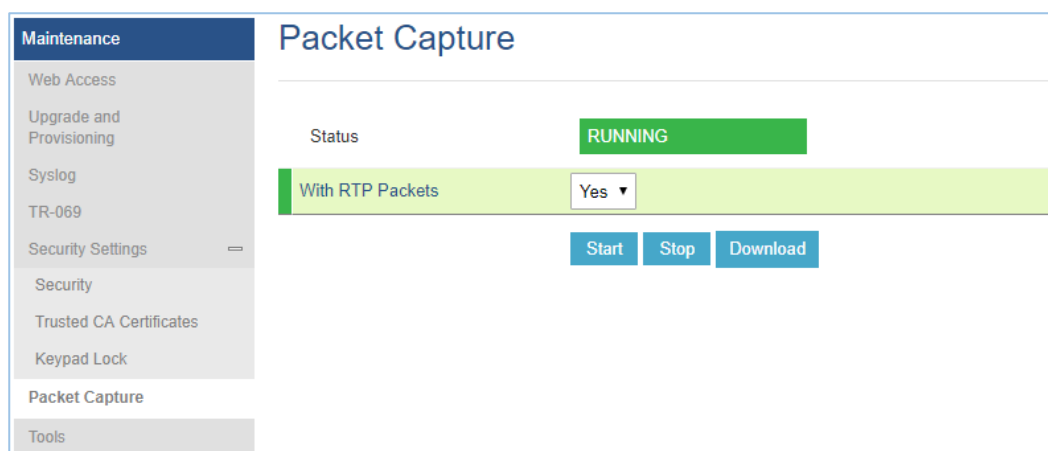 Maintenance
Web Access
Upgrade and
Provisioning
Syslog
TR-069
Security Settings
Security
Trusted CA Certificates
Keypad Lock
Packet Capture
Tools
Packet Capture
Status RUNNING
With RTP Packets Yes
Start Stop Download